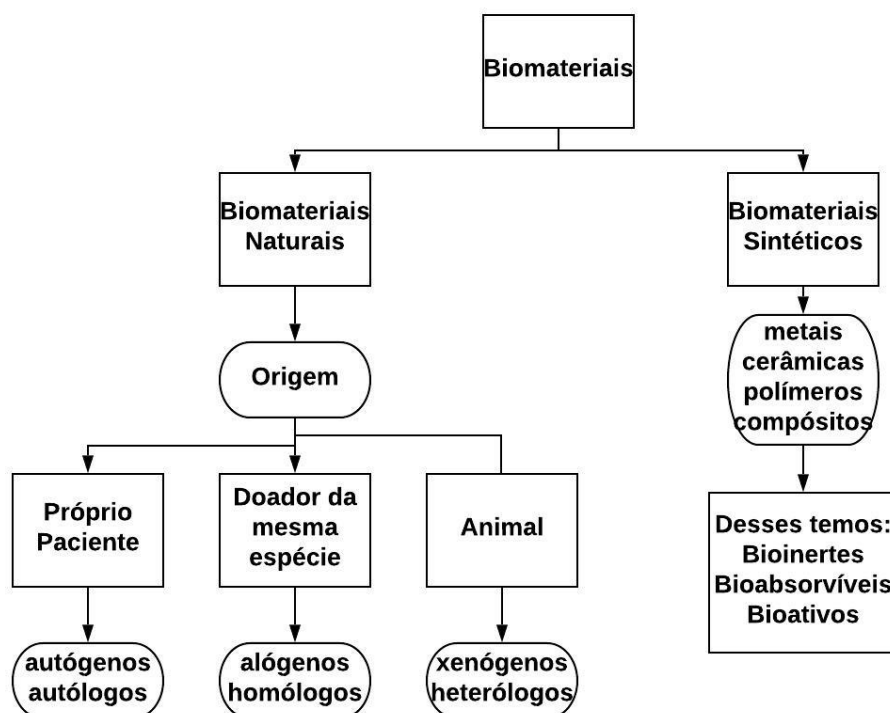 Biomateriais
Biomateriais
Naturais
Biomateriais
Sintéticos
Origem
metais
cerâmicas
polímeros
compósitos
Próprio
Paciente
Doador da
mesma
espécie
Animal
Desses temos:
Bioinertes
Bioabsorvíveis
Bioativos
autógenos
autólogos
alógenos
homólogos
xenógenos
heterólogos